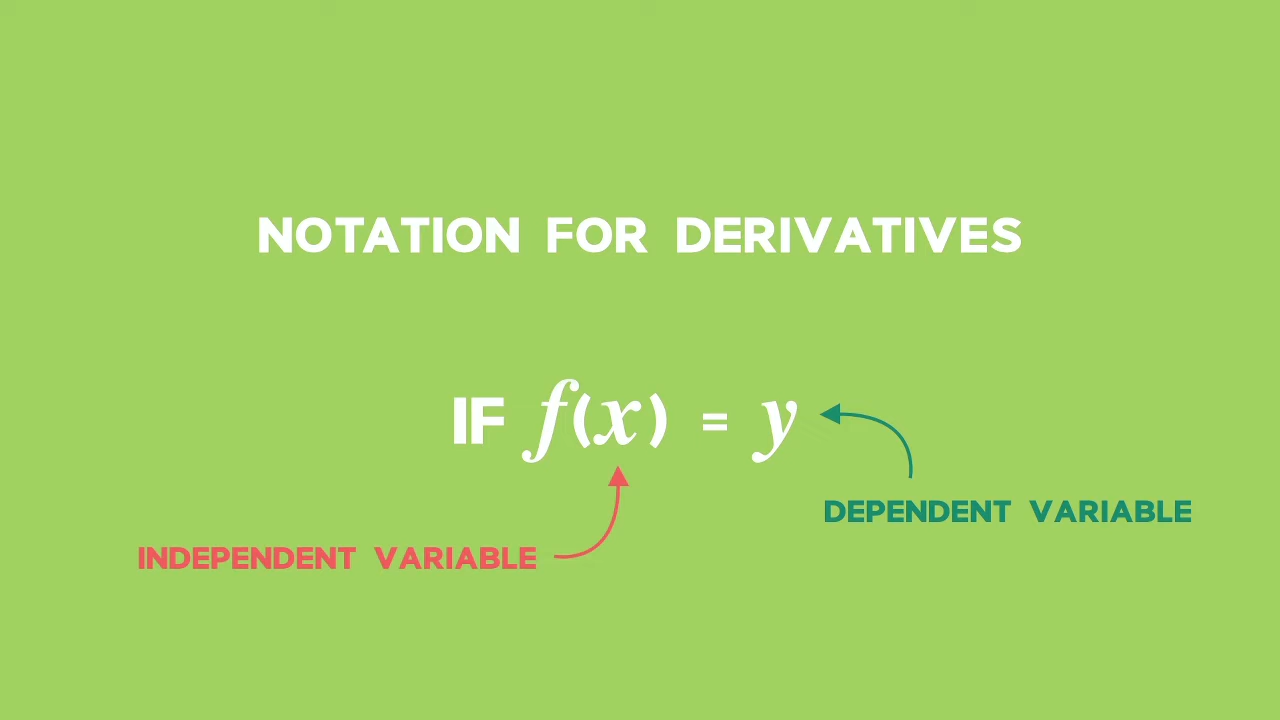 NOTATION FOR DERIVATIVES
IF f(x) = y
DEPENDENT VARIABLE
INDEPENDENT VARIABLE